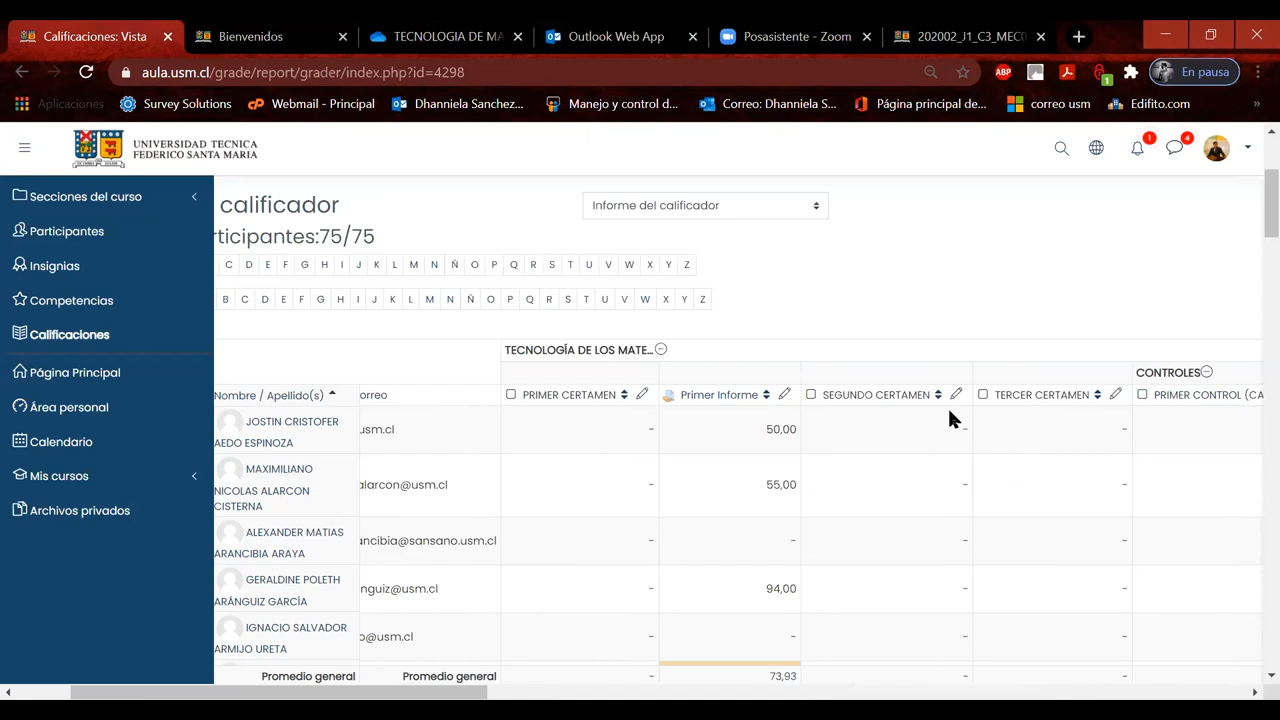 Calificaciones: Vista
Bienvenidos
TECNOLOGIA DE MA
Outlook Web App
Posasistente - Zoom
202002_J1_C3_MEC0
aula.usm.cl/grade/report/grader/index.php?id=4298
ABP
1
En pausa
Aplicaciones
Survey Solutions
Webmail - Principal
Dhanniela Sanchez...
Manejo y control d...
Correo: Dhanniela S...
Página principal de...
correo usm
Edifito.com
»
UNIVERSIDAD TECNICA
FEDERICO SANTA MARIA
1
4
Secciones del curso
Participantes
Insignias
Competencias
Calificaciones
Página Principal
Área personal
Calendario
Mis cursos
Archivos privados
calificador
Informe del calificador
rticipantes:75/75
C D E F G H I J K L M N Ñ O P Q R S T U V W X Y Z
B C D E F G H I J K L M N Ñ O P Q R S T U V W X Y Z
TECNOLOGÍA DE LOS MATE...
CONTROLES
Nombre / Apellido(s) orreo PRIMER CERTAMEN Primer Informe SEGUNDO CERTAMEN TERCER CERTAMEN PRIMER CONTROL (CA
JOSTIN CRISTOFER
AEDO ESPINOZA
usm.cl - 50,00 - -
MAXIMILIANO
NICOLAS ALARCON
CISTERNA
alarcon@usm.cl - 55,00 - -
ALEXANDER MATIAS
ARANCIBIA ARAYA
ncibia@sansano.usm.cl - - - -
GERALDINE POLETH
ARÁNGUIZ GARCÍA
nguiz@usm.cl - 94,00 - -
IGNACIO SALVADOR
ARMIJO URETA
o@usm.cl - - - -
Promedio general Promedio general - 73,93 - -